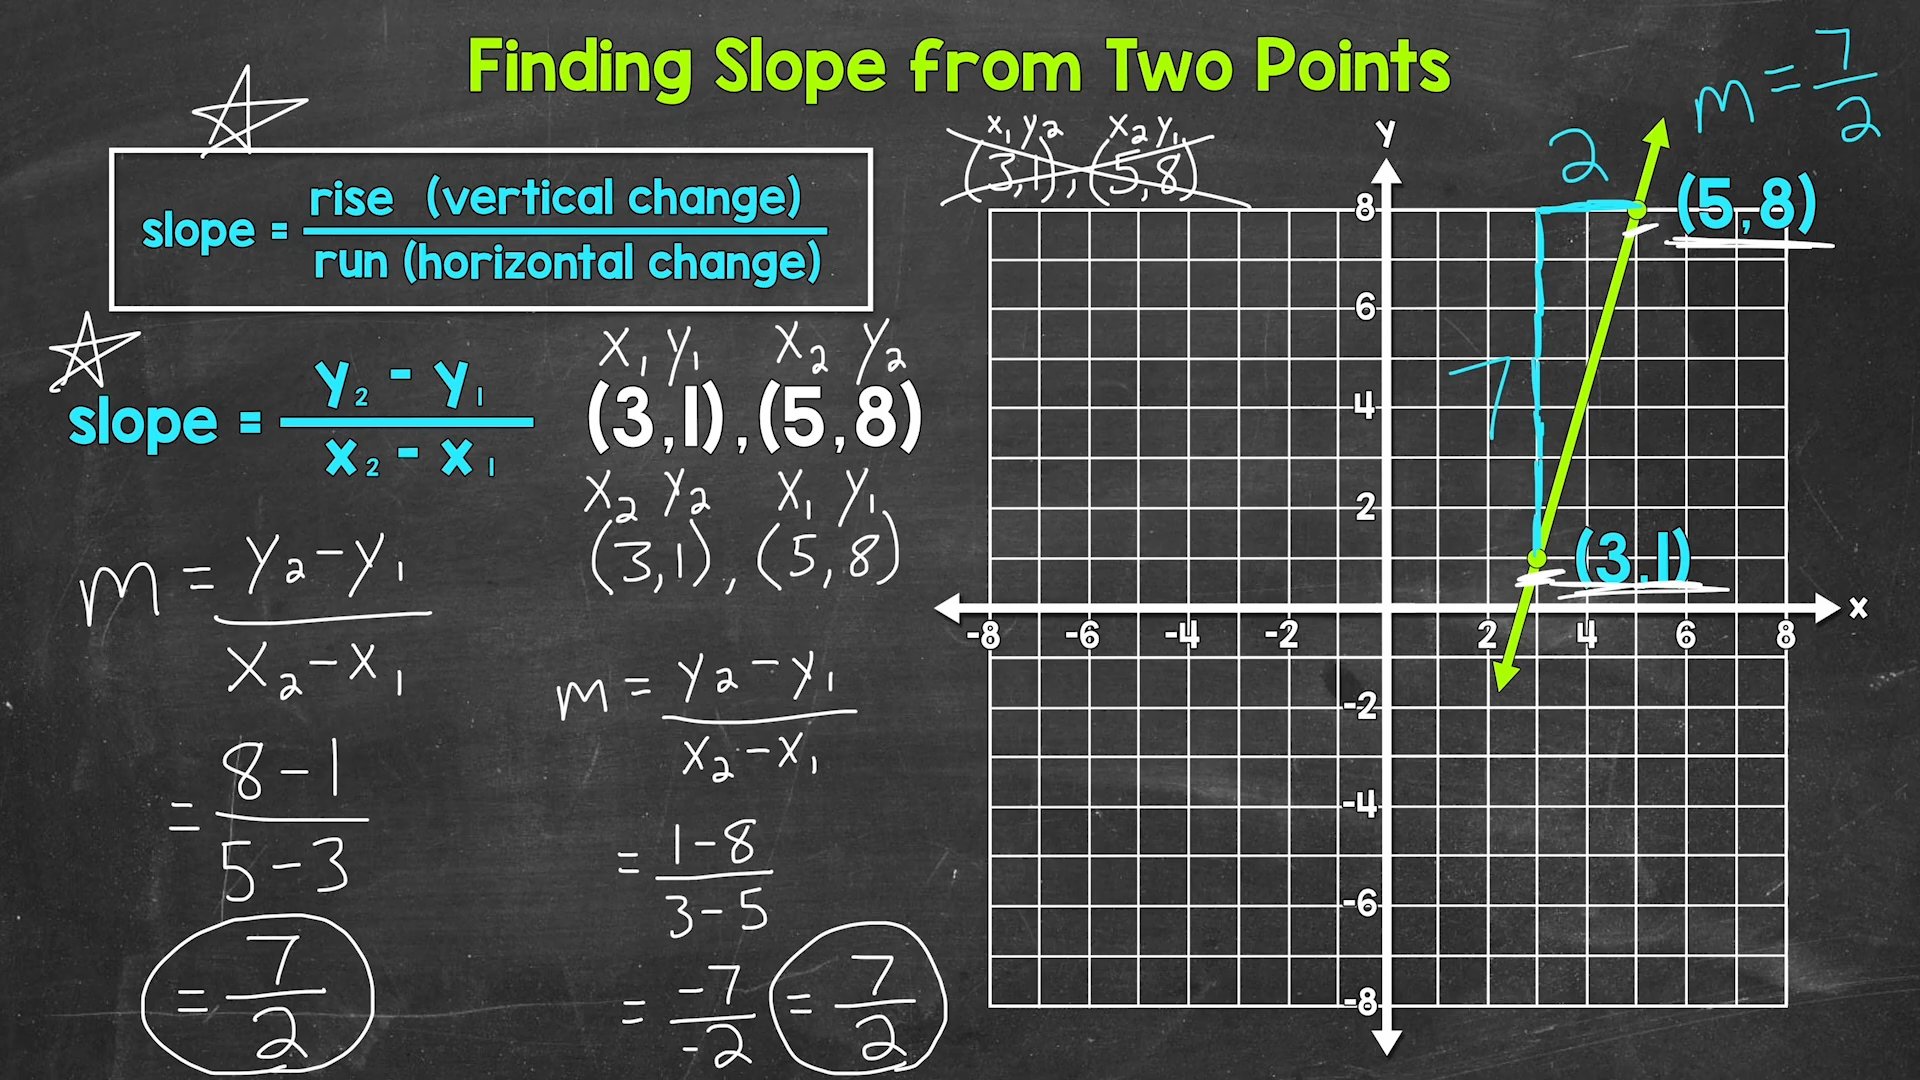 Finding Slope from Two Points
slope = rise (vertical change)
run (horizontal change)
slope = y₂ - y₁
x₂ - x₁
x₁ y₁ x₂ y₂
(3,1), (5,8)
x₂ y₂ x₁ y₁
(3,1), (5,8)
m = y₂ - y₁
x₂ - x₁
= 8 - 1
5 - 3
= 7
2
m = y₂ - y₁
x₂ - x₁
= 1 - 8
3 - 5
= -7 = 7
-2 2
x₁ y₂ x₂ y₁
(3,1), (5,8)
m = 7
2
2
7
(5,8)
(3,1)
y
x
8
6
4
2
-8 -6 -4 -2 2 4 6 8
-2
-4
-6
-8